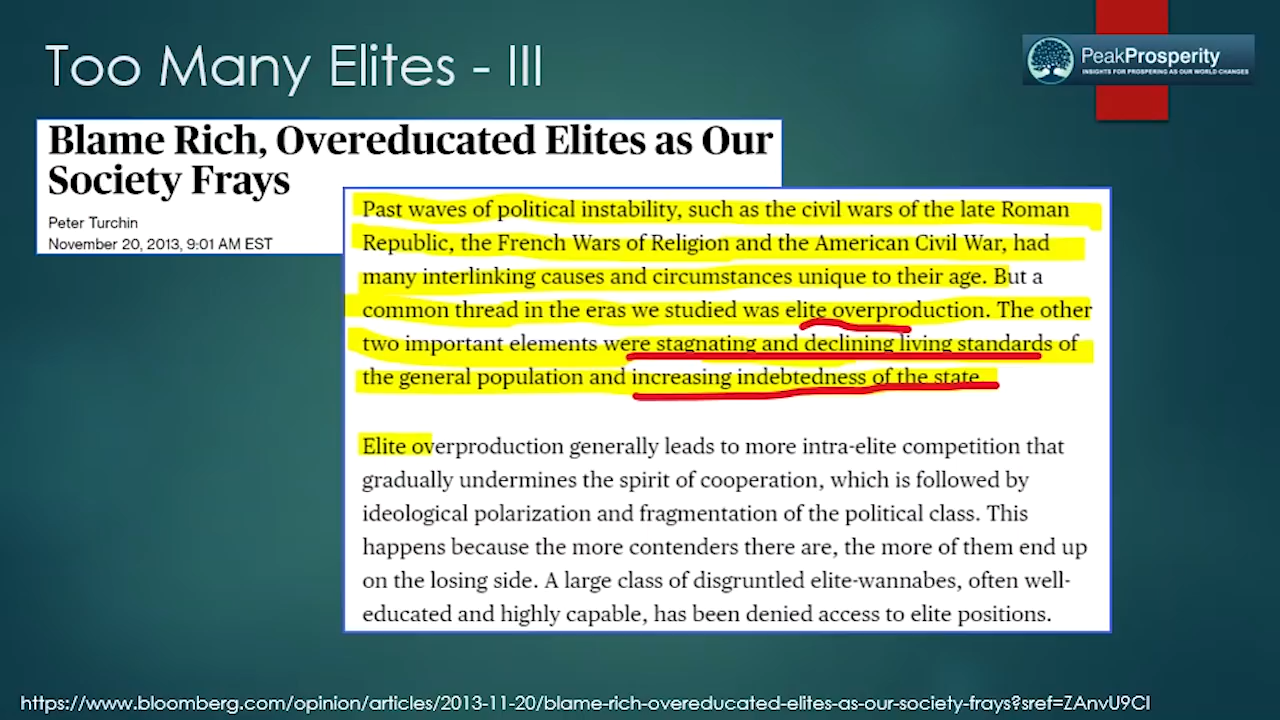 Too Many Elites - III
PeakProsperity
INSIGHTS FOR PROSPERING AS OUR WORLD CHANGES
Blame Rich, Overeducated Elites as Our
Society Frays
Peter Turchin
November 20, 2013, 9:01 AM EST
Past waves of political instability, such as the civil wars of the late Roman
Republic, the French Wars of Religion and the American Civil War, had
many interlinking causes and circumstances unique to their age. But a
common thread in the eras we studied was elite overproduction. The other
two important elements were stagnating and declining living standards of
the general population and increasing indebtedness of the state.
Elite overproduction generally leads to more intra-elite competition that
gradually undermines the spirit of cooperation, which is followed by
ideological polarization and fragmentation of the political class. This
happens because the more contenders there are, the more of them end up
on the losing side. A large class of disgruntled elite-wannabes, often well-
educated and highly capable, has been denied access to elite positions.
https://www.bloomberg.com/opinion/articles/2013-11-20/blame-rich-overeducated-elites-as-our-society-frays?sref=ZAnvU9CI